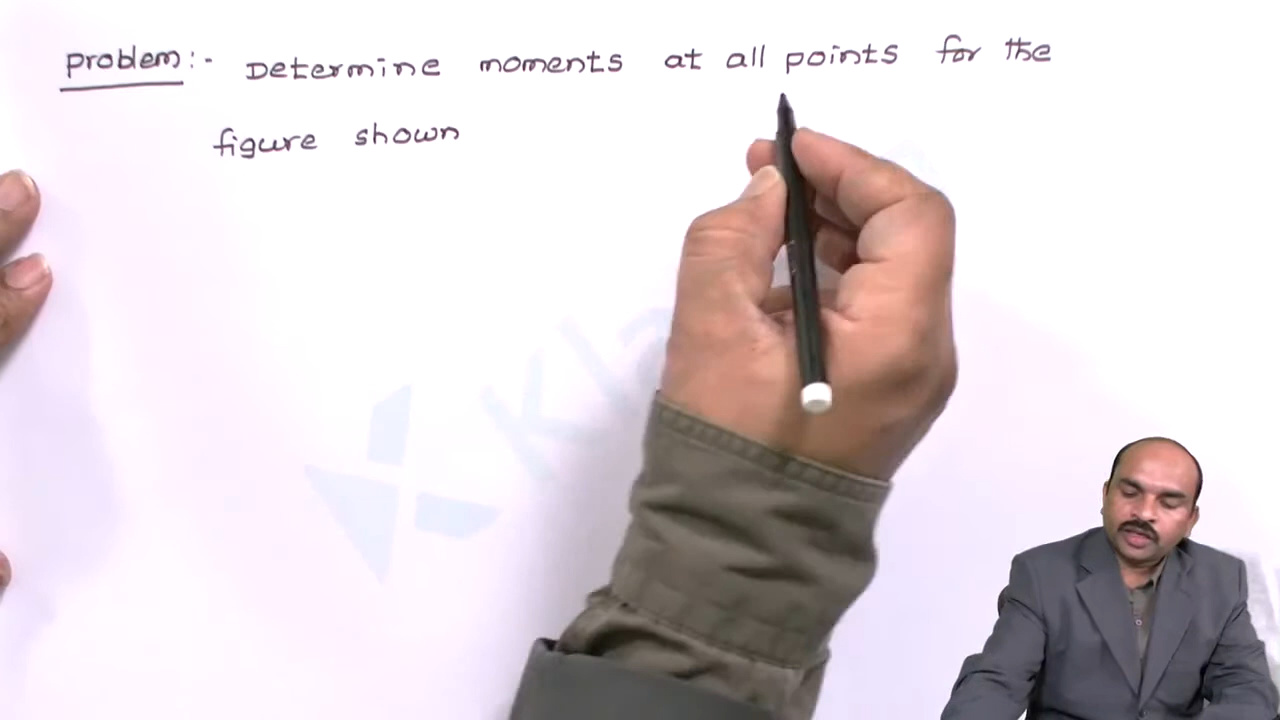 problem:- Determine moments at all points for the
figure shown